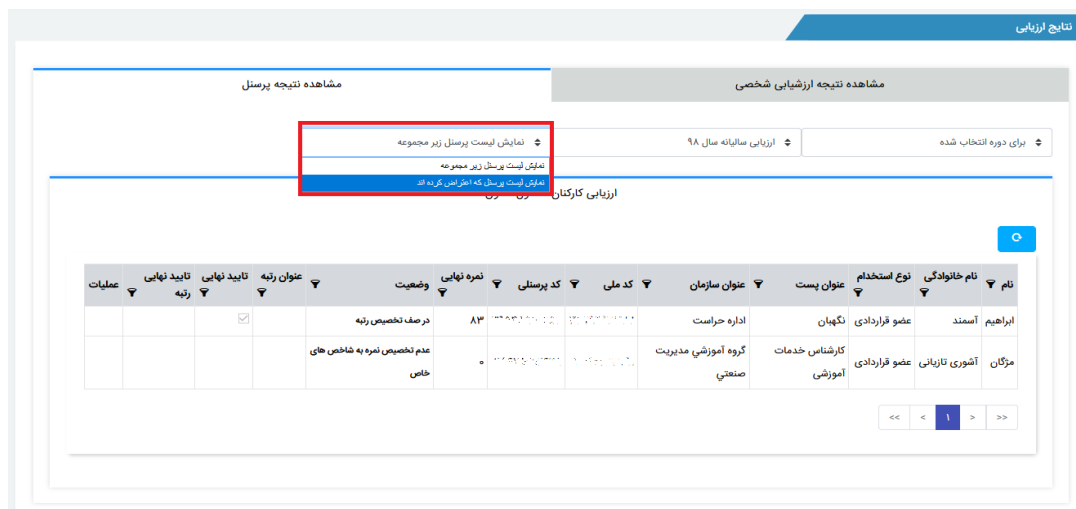 نتایج ارزیابی
مشاهده نتیجه ارزشیابی شخصی
مشاهده نتیجه پرسنل
برای دوره انتخاب شده
ارزیابی سالیانه سال ۹۸
نمایش لیست پرسنل زیر مجموعه
نمایش لیست پرسنل زیر مجموعه
نمایش لیست پرسنل که اعتراض کرده اند
ارزیابی کارکنان
نام نام خانوادگی نوع استخدام عنوان پست عنوان سازمان کد ملی کد پرسنلی نمره نهایی وضعیت عنوان رتبه تایید نهایی تایید نهایی رتبه عملیات
ابراهیم آسمند عضو قراردادی نگهبان اداره حراست ۸۳ در صف تخصیص رتبه
مژگان آشوری تازیانی عضو قراردادی کارشناس خدمات آموزشی گروه آموزشي مديريت صنعتي ۰ عدم تخصیص نمره به شاخص های خاص
<< < ۱ > >>